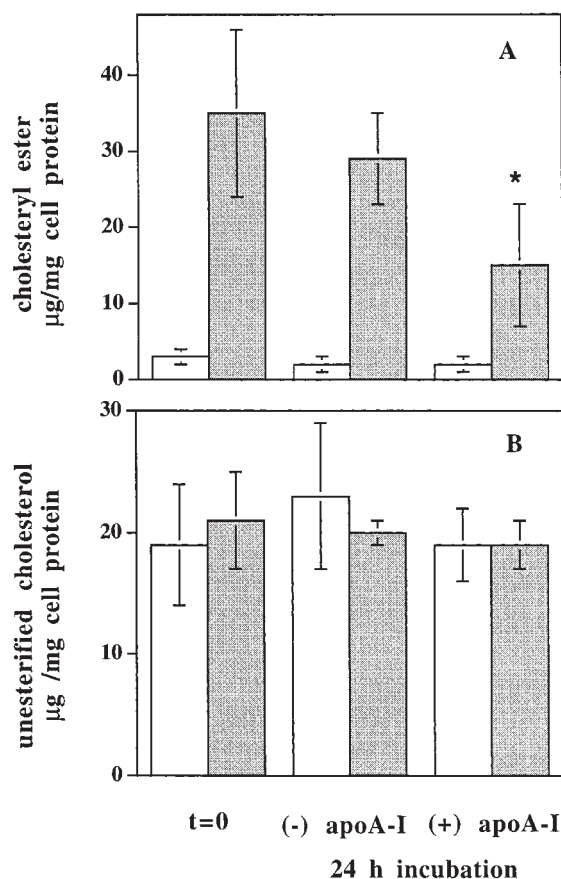 A
cholesteryl ester
µg/mg cell protein
40
30
20
10
0
*
B
unesterified cholesterol
µg /mg cell protein
30
20
10
0
t=0 (-) apoA-I (+) apoA-I
24 h incubation